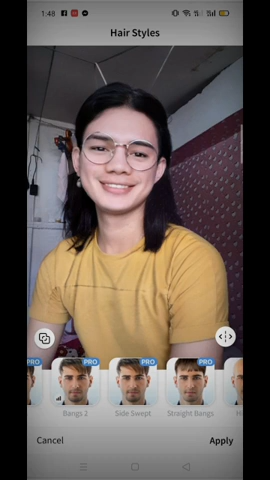 1:48
Hair Styles
PRO PRO PRO PRO
Bangs 2 Side Swept Straight Bangs
Cancel Apply